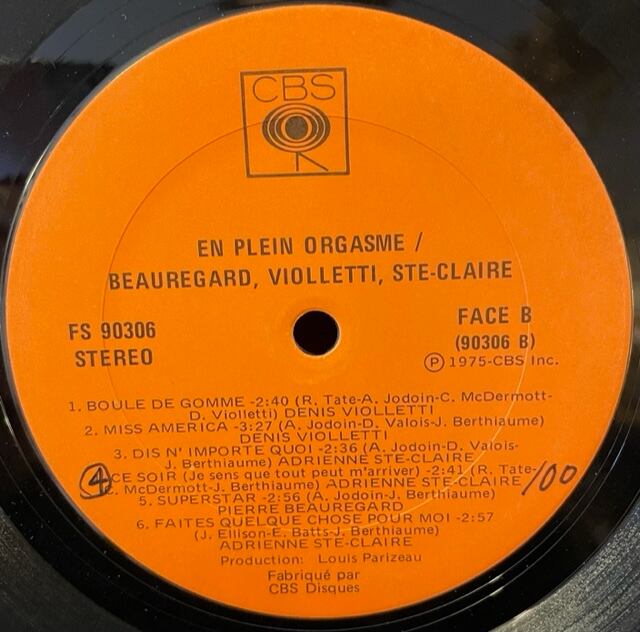 CBS
EN PLEIN ORGASME /
BEAUREGARD, VIOLLETTI, STE-CLAIRE
FS 90306
STEREO
FACE B
(90306 B)
Ⓟ 1975-CBS Inc.
1. BOULE DE GOMME -2:40 (R. Tate-A. Jodoin-C. McDermott-
D. Violletti) DENIS VIOLLETTI
2. MISS AMERICA -3:27 (A. Jodoin-D. Valois-J. Berthiaume)
DENIS VIOLLETTI
3. DIS N' IMPORTE QUOI -2:36 (A. Jodoin-D. Valois-
J. Berthiaume) ADRIENNE STE-CLAIRE
4 CE SOIR (Je sens que tout peut m'arriver) -2:41 (R. Tate-
C. McDermott-J. Berthiaume) ADRIENNE STE-CLAIRE /00
5. SUPERSTAR -2:56 (A. Jodoin-J. Berthiaume)
PIERRE BEAUREGARD
6. FAITES QUELQUE CHOSE POUR MOI -2:57
(J. Ellison-E. Batts-J. Berthiaume)
ADRIENNE STE-CLAIRE
Production: Louis Parizeau
Fabriqué par
CBS Disques